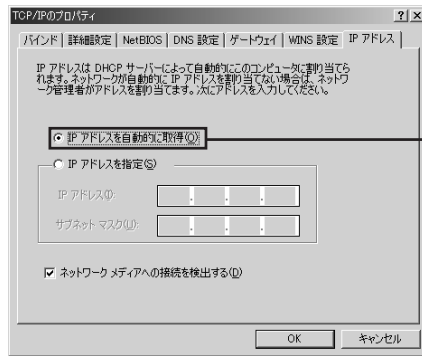 TCP/IPのプロパティ
バインド 詳細設定 NetBIOS DNS 設定 ゲートウェイ WINS 設定 IP アドレス
IP アドレスは DHCP サーバーによって自動的にこのコンピュータに割り当てら
れます。ネットワークが自動的に IP アドレスを割り当てない場合は、ネットワ
ーク管理者がアドレスを割り当てます。次にアドレスを入力してください。
IP アドレスを自動的に取得(O)
IP アドレスを指定(S)
IP アドレス(I):
サブネット マスク(U):
ネットワーク メディアへの接続を検出する(D)
OK キャンセル